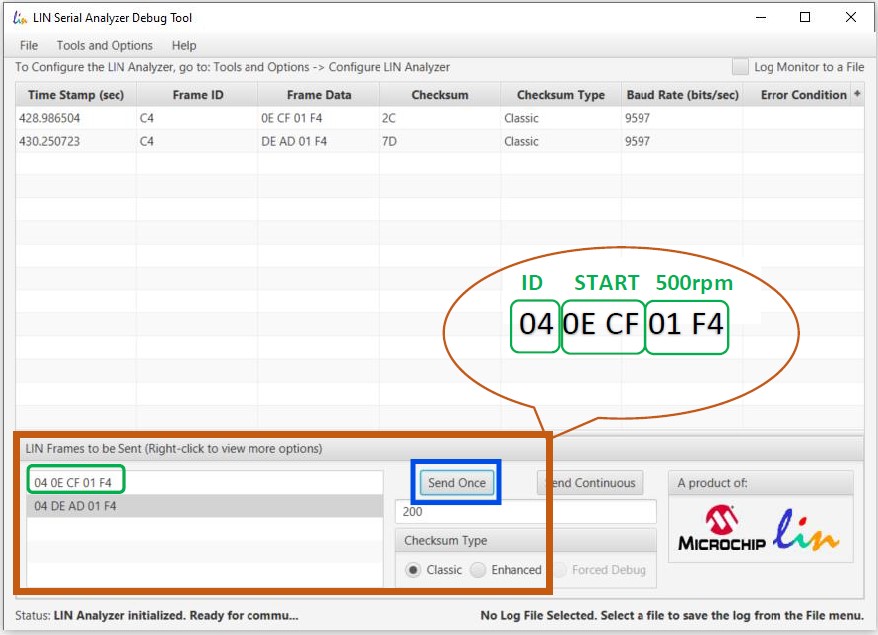 LIN Serial Analyzer Debug Tool
File Tools and Options Help
To Configure the LIN Analyzer, go to: Tools and Options -> Configure LIN Analyzer
Log Monitor to a File
Time Stamp (sec) Frame ID Frame Data Checksum Checksum Type Baud Rate (bits/sec) Error Condition +
428.986504 C4 0E CF 01 F4 2C Classic 9597
430.250723 C4 DE AD 01 F4 7D Classic 9597
ID START 500rpm
04 0E CF 01 F4
LIN Frames to be Sent (Right-click to view more options)
04 0E CF 01 F4
04 DE AD 01 F4
Send Once
end Continuous
200
Checksum Type
Classic Enhanced Forced Debug
A product of:
MICROCHIP lin
Status: LIN Analyzer initialized. Ready for commu...
No Log File Selected. Select a file to save the log from the File menu.